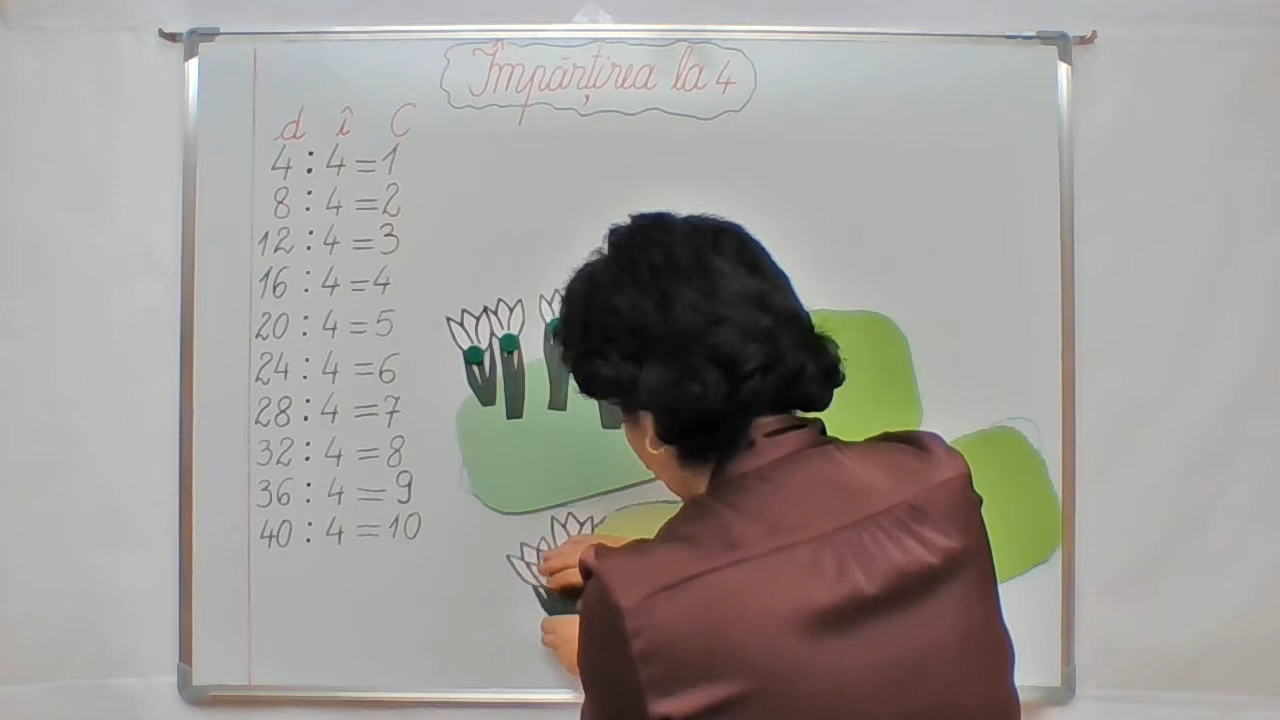 Împărțirea la 4
d î C
4 : 4 = 1
8 : 4 = 2
12 : 4 = 3
16 : 4 = 4
20 : 4 = 5
24 : 4 = 6
28 : 4 = 7
32 : 4 = 8
36 : 4 = 9
40 : 4 = 10